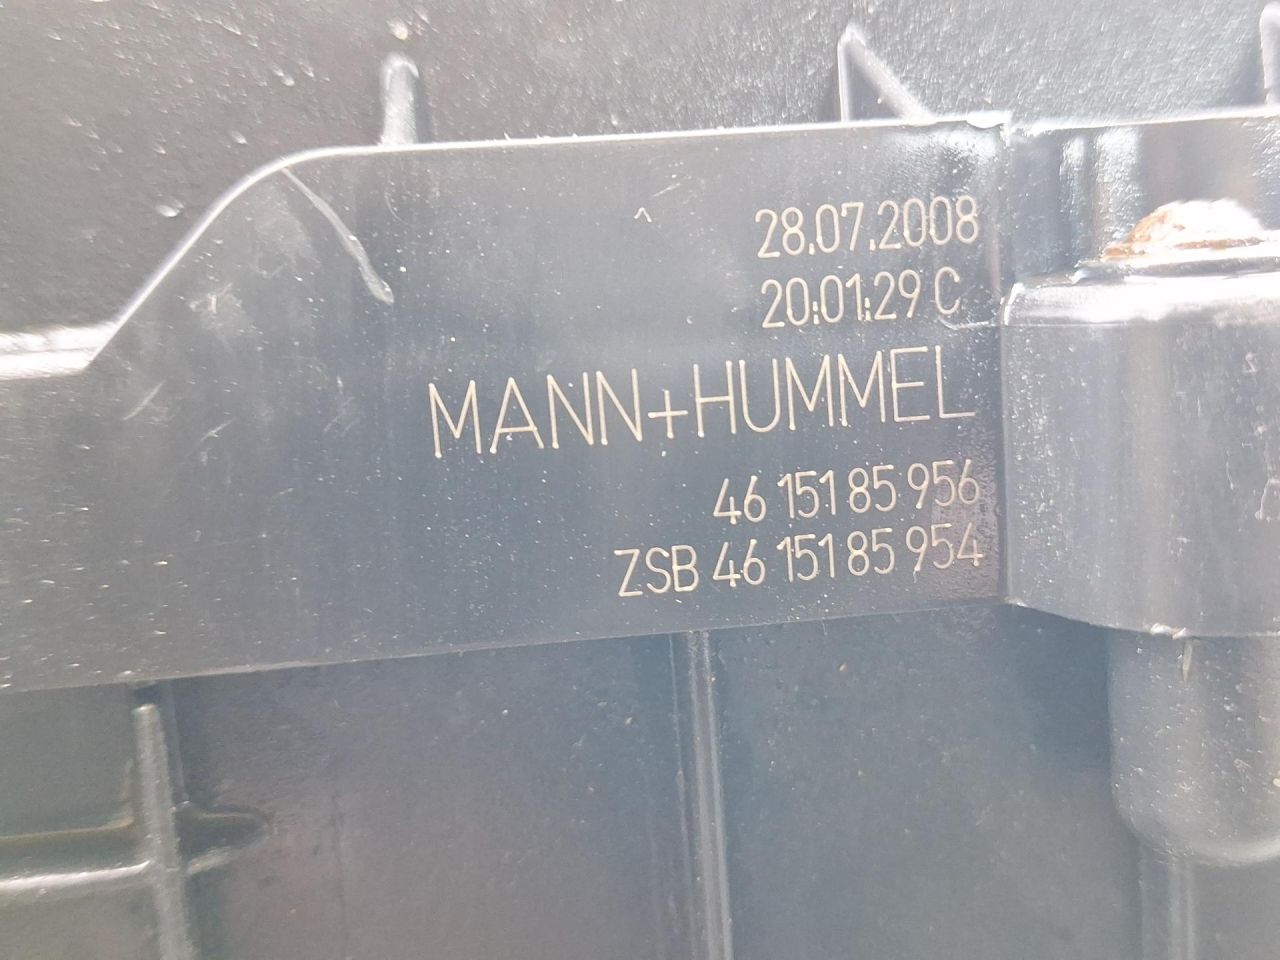 ^ 28.07.2008
20:01:29 C
MANN+HUMMEL
46 151 85 956
ZSB 46 151 85 954